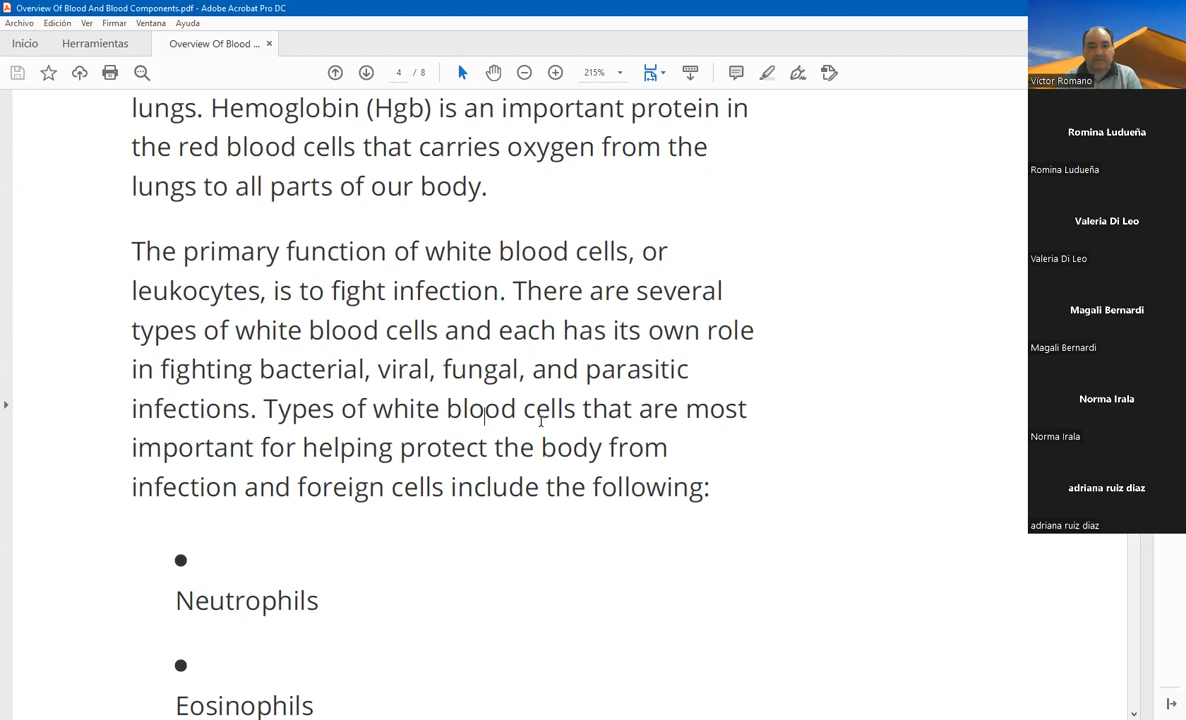 Overview Of Blood And Blood Components.pdf - Adobe Acrobat Pro DC
Archivo Edición Ver Firmar Ventana Ayuda
Inicio Herramientas Overview Of Blood ... ×
4 / 8 215%
lungs. Hemoglobin (Hgb) is an important protein in
the red blood cells that carries oxygen from the
lungs to all parts of our body.
The primary function of white blood cells, or
leukocytes, is to fight infection. There are several
types of white blood cells and each has its own role
in fighting bacterial, viral, fungal, and parasitic
infections. Types of white blood cells that are most
important for helping protect the body from
infection and foreign cells include the following:
Neutrophils
Eosinophils
Víctor Romano
Romina Ludueña
Romina Ludueña
Valeria Di Leo
Valeria Di Leo
Magali Bernardi
Magali Bernardi
Norma Irala
Norma Irala
adriana ruiz diaz
adriana ruiz diaz